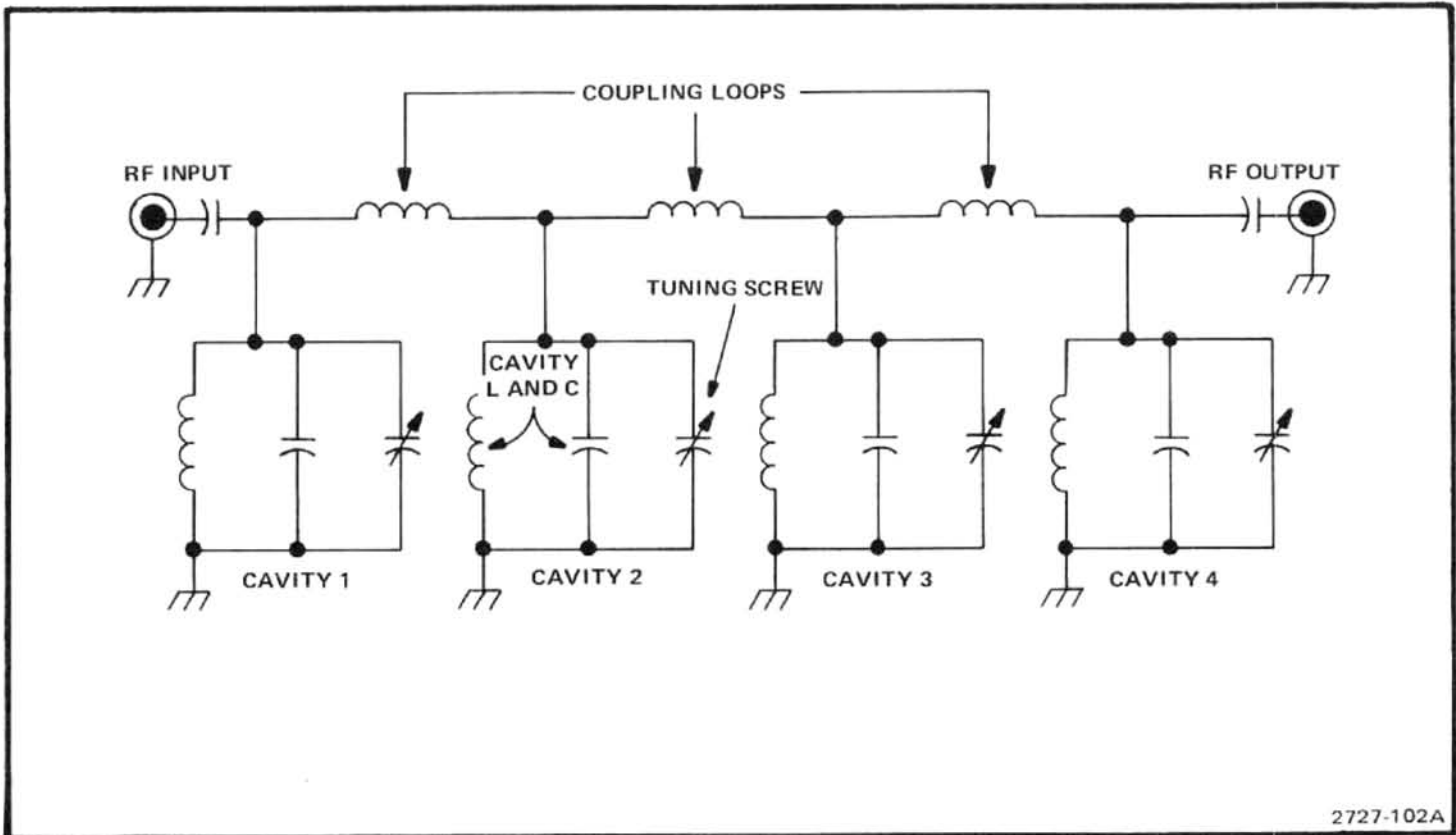 COUPLING LOOPS
RF INPUT
RF OUTPUT
TUNING SCREW
CAVITY
L AND C
CAVITY 1
CAVITY 2
CAVITY 3
CAVITY 4
2727-102A